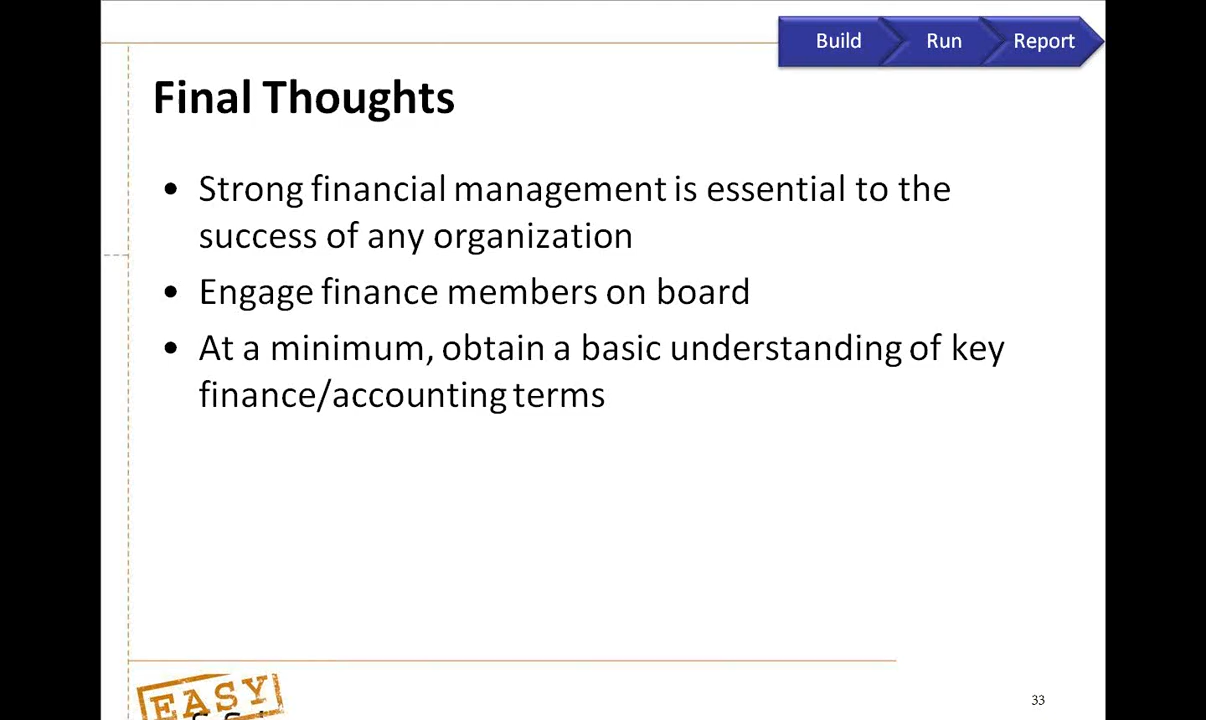 Build Run Report
Final Thoughts
• Strong financial management is essential to the
success of any organization
• Engage finance members on board
• At a minimum, obtain a basic understanding of key
finance/accounting terms
EASY
33